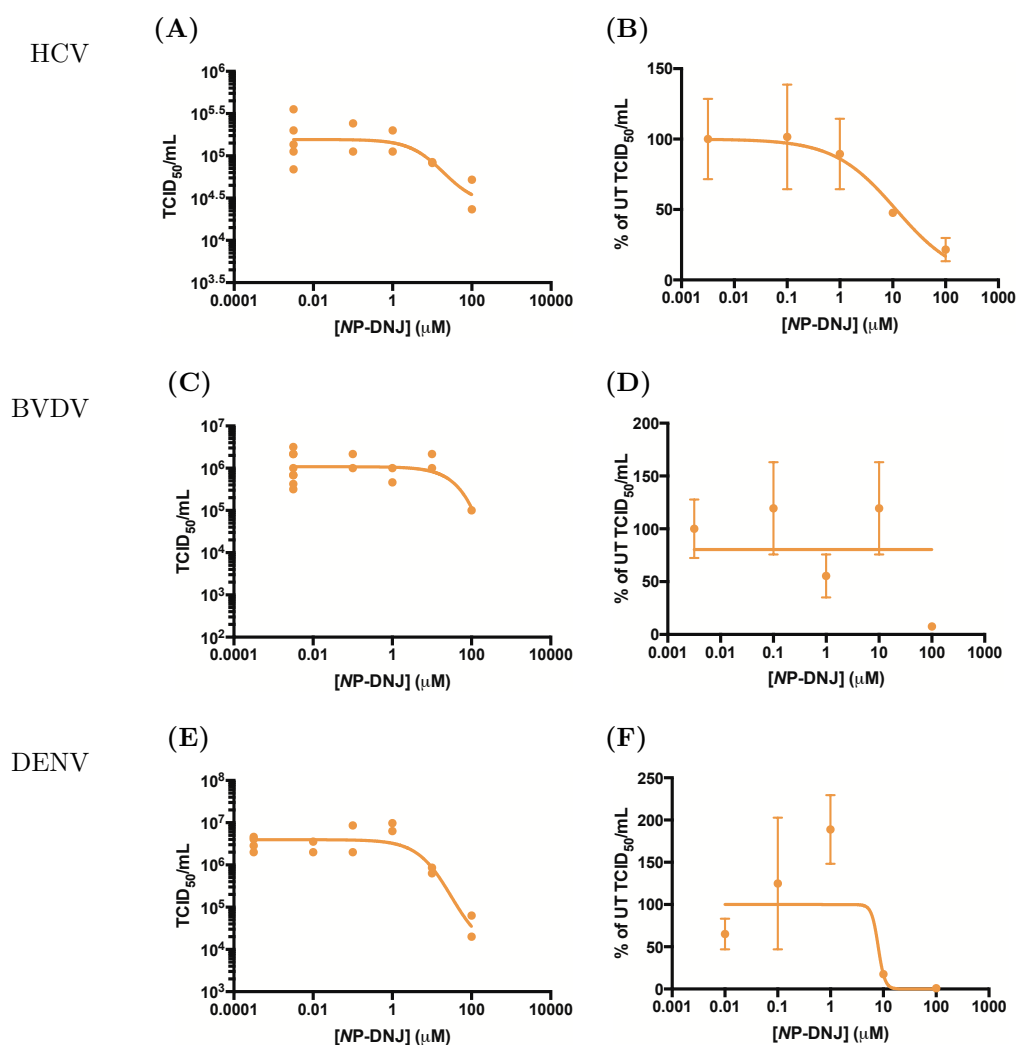 HCV
(A)
TCID50/mL
10^6
10^5.5
10^5
10^4.5
10^4
10^3.5
0.0001 0.01 1 100 10000
[NP-DNJ] (μM)
(B)
% of UT TCID50/mL
150
100
50
0
0.001 0.01 0.1 1 10 100 1000
[NP-DNJ] (μM)
BVDV
(C)
TCID50/mL
10^7
10^6
10^5
10^4
10^3
10^2
0.0001 0.01 1 100 10000
[NP-DNJ] (μM)
(D)
% of UT TCID50/mL
200
150
100
50
0
0.001 0.01 0.1 1 10 100 1000
[NP-DNJ] (μM)
DENV
(E)
TCID50/mL
10^8
10^7
10^6
10^5
10^4
10^3
0.0001 0.01 1 100 10000
[NP-DNJ] (μM)
(F)
% of UT TCID50/mL
250
200
150
100
50
0
0.001 0.01 0.1 1 10 100 1000
[NP-DNJ] (μM)